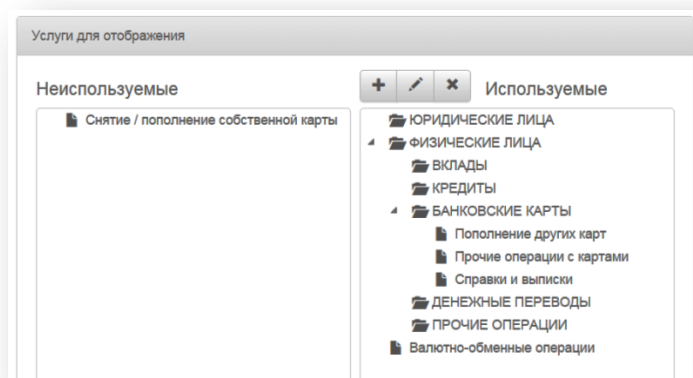 Услуги для отображения
Неиспользуемые
Используемые
Снятие / пополнение собственной карты
ЮРИДИЧЕСКИЕ ЛИЦА
ФИЗИЧЕСКИЕ ЛИЦА
ВКЛАДЫ
КРЕДИТЫ
БАНКОВСКИЕ КАРТЫ
Пополнение других карт
Прочие операции с картами
Справки и выписки
ДЕНЕЖНЫЕ ПЕРЕВОДЫ
ПРОЧИЕ ОПЕРАЦИИ
Валютно-обменные операции